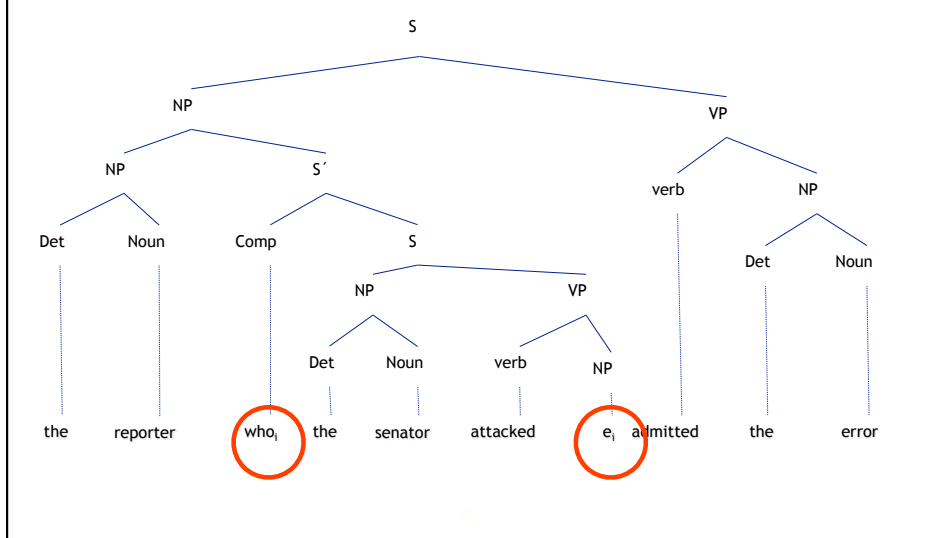 S
NP VP
NP S´ verb NP
Det Noun Comp S Det Noun
NP VP
Det Noun verb NP
the reporter whoᵢ the senator attacked eᵢ admitted the error